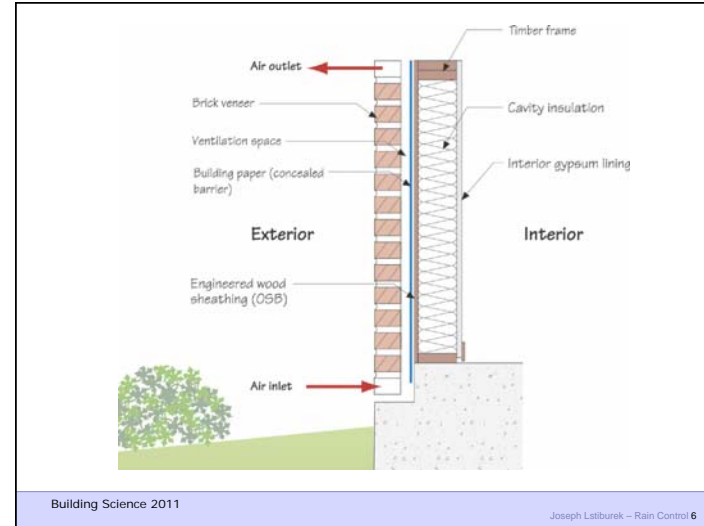 Timber frame
Air outlet
Brick veneer
Cavity insulation
Ventilation space
Interior gypsum lining
Building paper (concealed
barrier)
Exterior
Interior
Engineered wood
sheathing (OSB)
Air inlet
Building Science 2011
Joseph Lstiburek – Rain Control 6